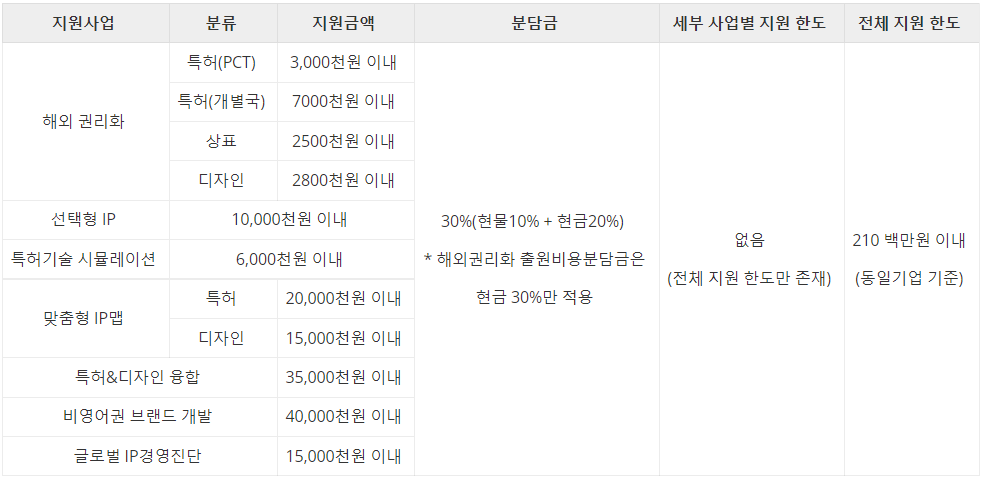 지원사업 분류 지원금액 분담금 세부 사업별 지원 한도 전체 지원 한도
해외 권리화
특허(PCT) 3,000천원 이내
특허(개별국) 7000천원 이내
상표 2500천원 이내
디자인 2800천원 이내
선택형 IP 10,000천원 이내
특허기술 시뮬레이션 6,000천원 이내
맞춤형 IP맵
특허 20,000천원 이내
디자인 15,000천원 이내
특허&디자인 융합 35,000천원 이내
비영어권 브랜드 개발 40,000천원 이내
글로벌 IP경영진단 15,000천원 이내
30%(현물10% + 현금20%)
* 해외권리화 출원비용분담금은
현금 30%만 적용
없음
(전체 지원 한도만 존재)
210 백만원 이내
(동일기업 기준)